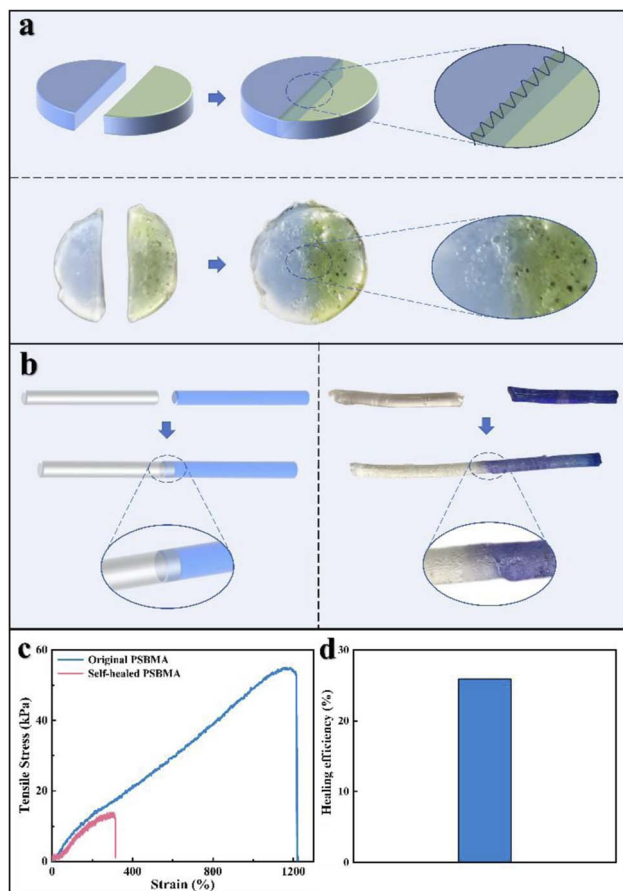 a
b
c
60
40
20
0
Tensile Stress (kPa)
Original PSBMA
Self-healed PSBMA
0
400
800
1200
Strain (%)
d
30
20
10
0
Healing efficiency (%)